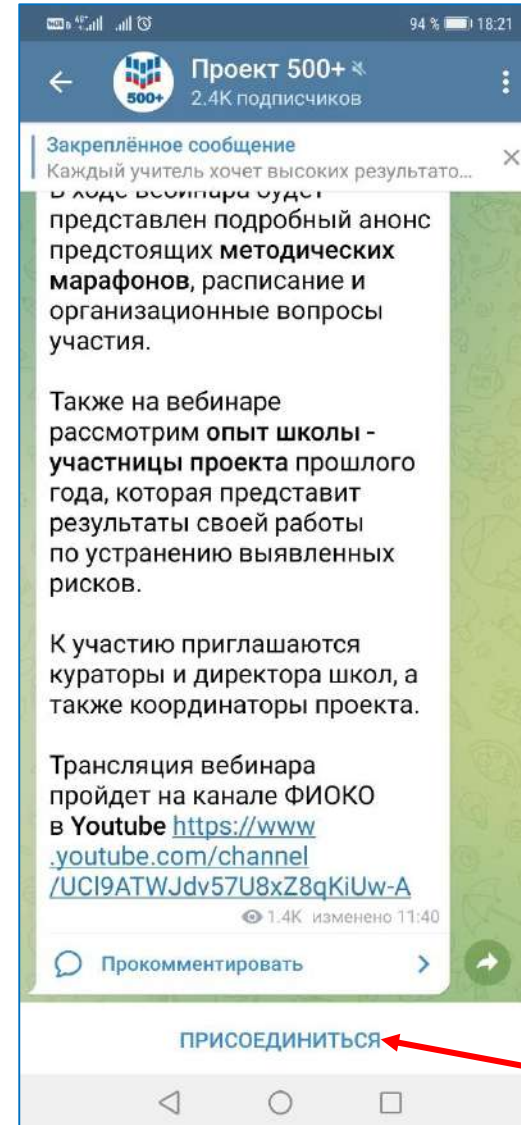 94 % 18:21
Проект 500+
500+
2.4K подписчиков
Закреплённое сообщение
Каждый учитель хочет высоких результато...
В ходе вебинара будет
представлен подробный анонс
предстоящих методических
марафонов, расписание и
организационные вопросы
участия.
Также на вебинаре
рассмотрим опыт школы -
участницы проекта прошлого
года, которая представит
результаты своей работы
по устранению выявленных
рисков.
К участию приглашаются
кураторы и директора школ, а
также координаторы проекта.
Трансляция вебинара
пройдет на канале ФИОКО
в Youtube https://www
.youtube.com/channel
/UCI9ATWJdv57U8xZ8qKiUw-A
1.4K изменено 11:40
Прокомментировать
ПРИСОЕДИНИТЬСЯ